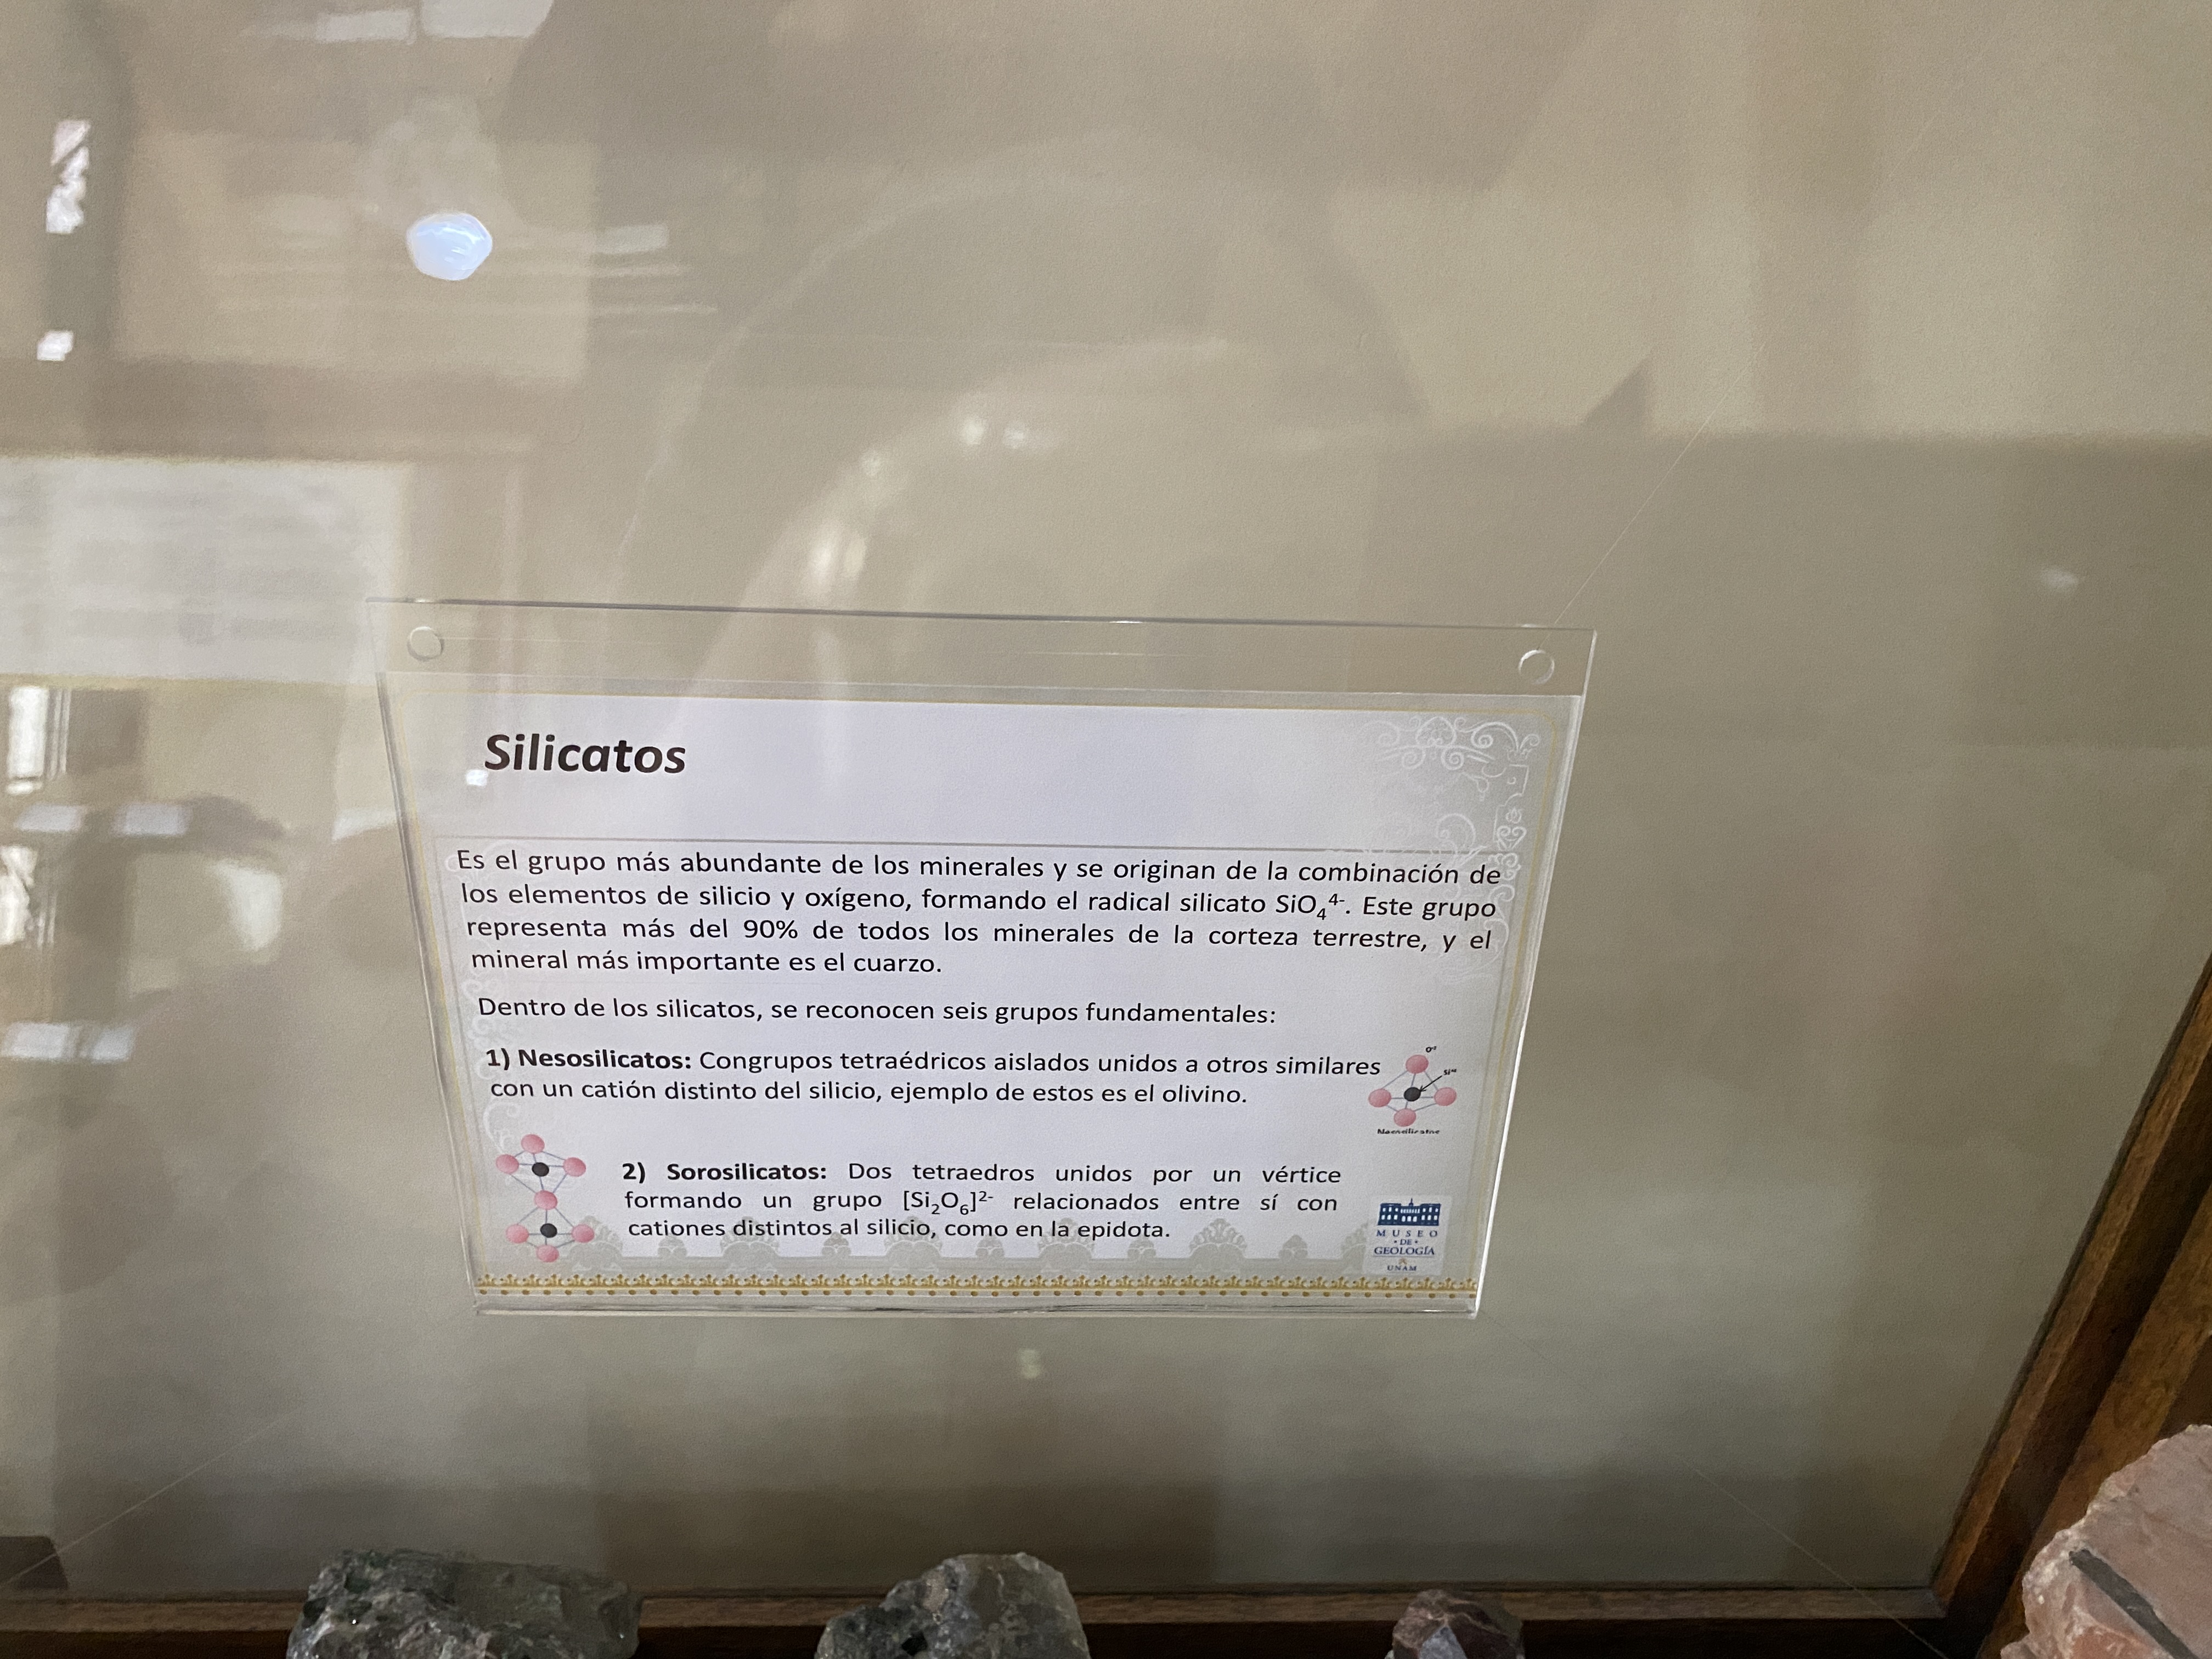 Silicatos
Es el grupo más abundante de los minerales y se originan de la combinación de
los elementos de silicio y oxígeno, formando el radical silicato SiO₄⁴⁻. Este grupo
representa más del 90% de todos los minerales de la corteza terrestre, y el
mineral más importante es el cuarzo.
Dentro de los silicatos, se reconocen seis grupos fundamentales:
1) Nesosilicatos: Congrupos tetraédricos aislados unidos a otros similares
con un catión distinto del silicio, ejemplo de estos es el olivino.
2) Sorosilicatos: Dos tetraedros unidos por un vértice
formando un grupo [Si₂O₆]²⁻ relacionados entre sí con
cationes distintos al silicio, como en la epidota.
MUSEO
• DE •
GEOLOGÍA
UNAM